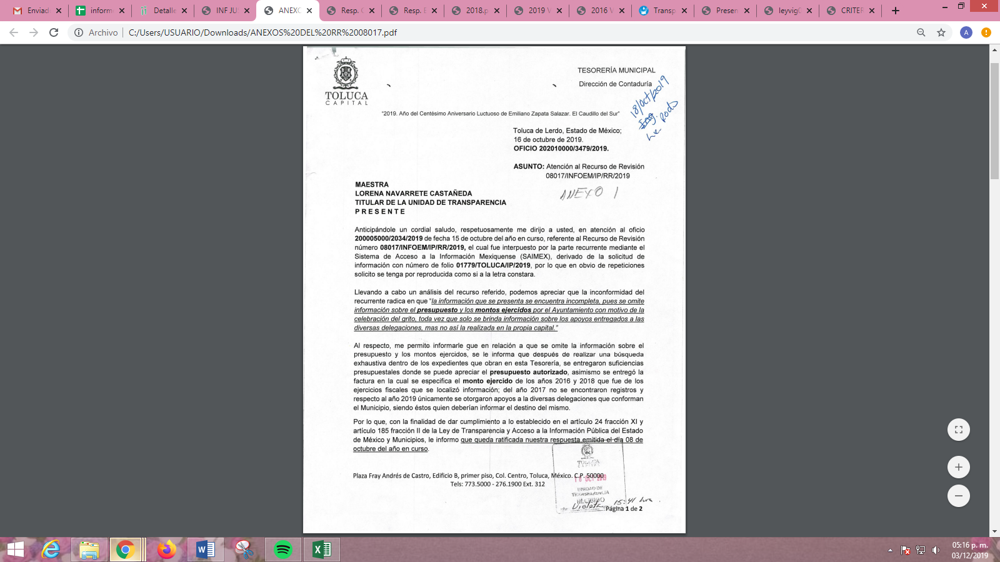 Enviad
inform
Detalle
INF JUS
ANEXO
Resp.
Resp.
2018.p
2019 V
2016 V
Transp
Presen
leyvig
CRITER
Archivo C:/Users/USUARIO/Downloads/ANEXOS%20DEL%20RR%2008017.pdf
A
TOLUCA
CAPITAL
TESORERÍA MUNICIPAL
Dirección de Contaduría
18/Oct/2019
Ing.
"2019. Año del Centésimo Aniversario Luctuoso de Emiliano Zapata Salazar. El Caudillo del Sur"
Toluca de Lerdo, Estado de México;
16 de octubre de 2019.
OFICIO 202010000/3479/2019.
ASUNTO: Atención al Recurso de Revisión
08017/INFOEM/IP/RR/2019
ANEXO 1
MAESTRA
LORENA NAVARRETE CASTAÑEDA
TITULAR DE LA UNIDAD DE TRANSPARENCIA
P R E S E N T E
Anticipándole un cordial saludo, respetuosamente me dirijo a usted, en atención al oficio
200005000/2034/2019 de fecha 15 de octubre del año en curso, referente al Recurso de Revisión
número 08017/INFOEM/IP/RR/2019, el cual fue interpuesto por la parte recurrente mediante el
Sistema de Acceso a la Información Mexiquense (SAIMEX), derivado de la solicitud de
información con número de folio 01779/TOLUCA/IP/2019, por lo que en obvio de repeticiones
solicito se tenga por reproducida como si a la letra constara.
Llevando a cabo un análisis del recurso referido, podemos apreciar que la inconformidad del
recurrente radica en que "la información que se presenta se encuentra incompleta, pues se omite
información sobre el presupuesto y los montos ejercidos por el Ayuntamiento con motivo de la
celebración del grito, toda vez que solo se brinda información sobre los apoyos entregados a las
diversas delegaciones, mas no así la realizada en la propia capital."
Al respecto, me permito informarle que en relación a que se omite la información sobre el
presupuesto y los montos ejercidos, se le informa que después de realizar una búsqueda
exhaustiva dentro de los expedientes que obran en esta Tesorería, se entregaron suficiencias
presupuestales donde se puede apreciar el presupuesto autorizado, asimismo se entregó la
factura en la cual se especifica el monto ejercido de los años 2016 y 2018 que fue de los
ejercicios fiscales que se localizó información; del año 2017 no se encontraron registros y
respecto al año 2019 únicamente se otorgaron apoyos a la diversas delegaciones que conforman
el Municipio, siendo éstos quien deberían informar el destino del mismo.
Por lo que, con la finalidad de dar cumplimiento a lo establecido en el artículo 24 fracción XI y
artículo 185 fracción II de la Ley de Transparencia y Acceso a la Información Pública del Estado
de México y Municipios, le informo que queda ratificada nuestra respuesta emitida el día 08 de
octubre del año en curso.
TOLUCA
CAPITAL
Plaza Fray Andrés de Castro, Edificio B, primer piso, Col. Centro, Toluca, México. C.P. 50000
Tels: 773.5000 - 276.1900 Ext. 312
OCT 2019
UNIDAD DE
TRANSPARENCIA
RECIBIDO
Violeta 15:41 hrs.
Página 1 de 2
05:16 p. m.
03/12/2019